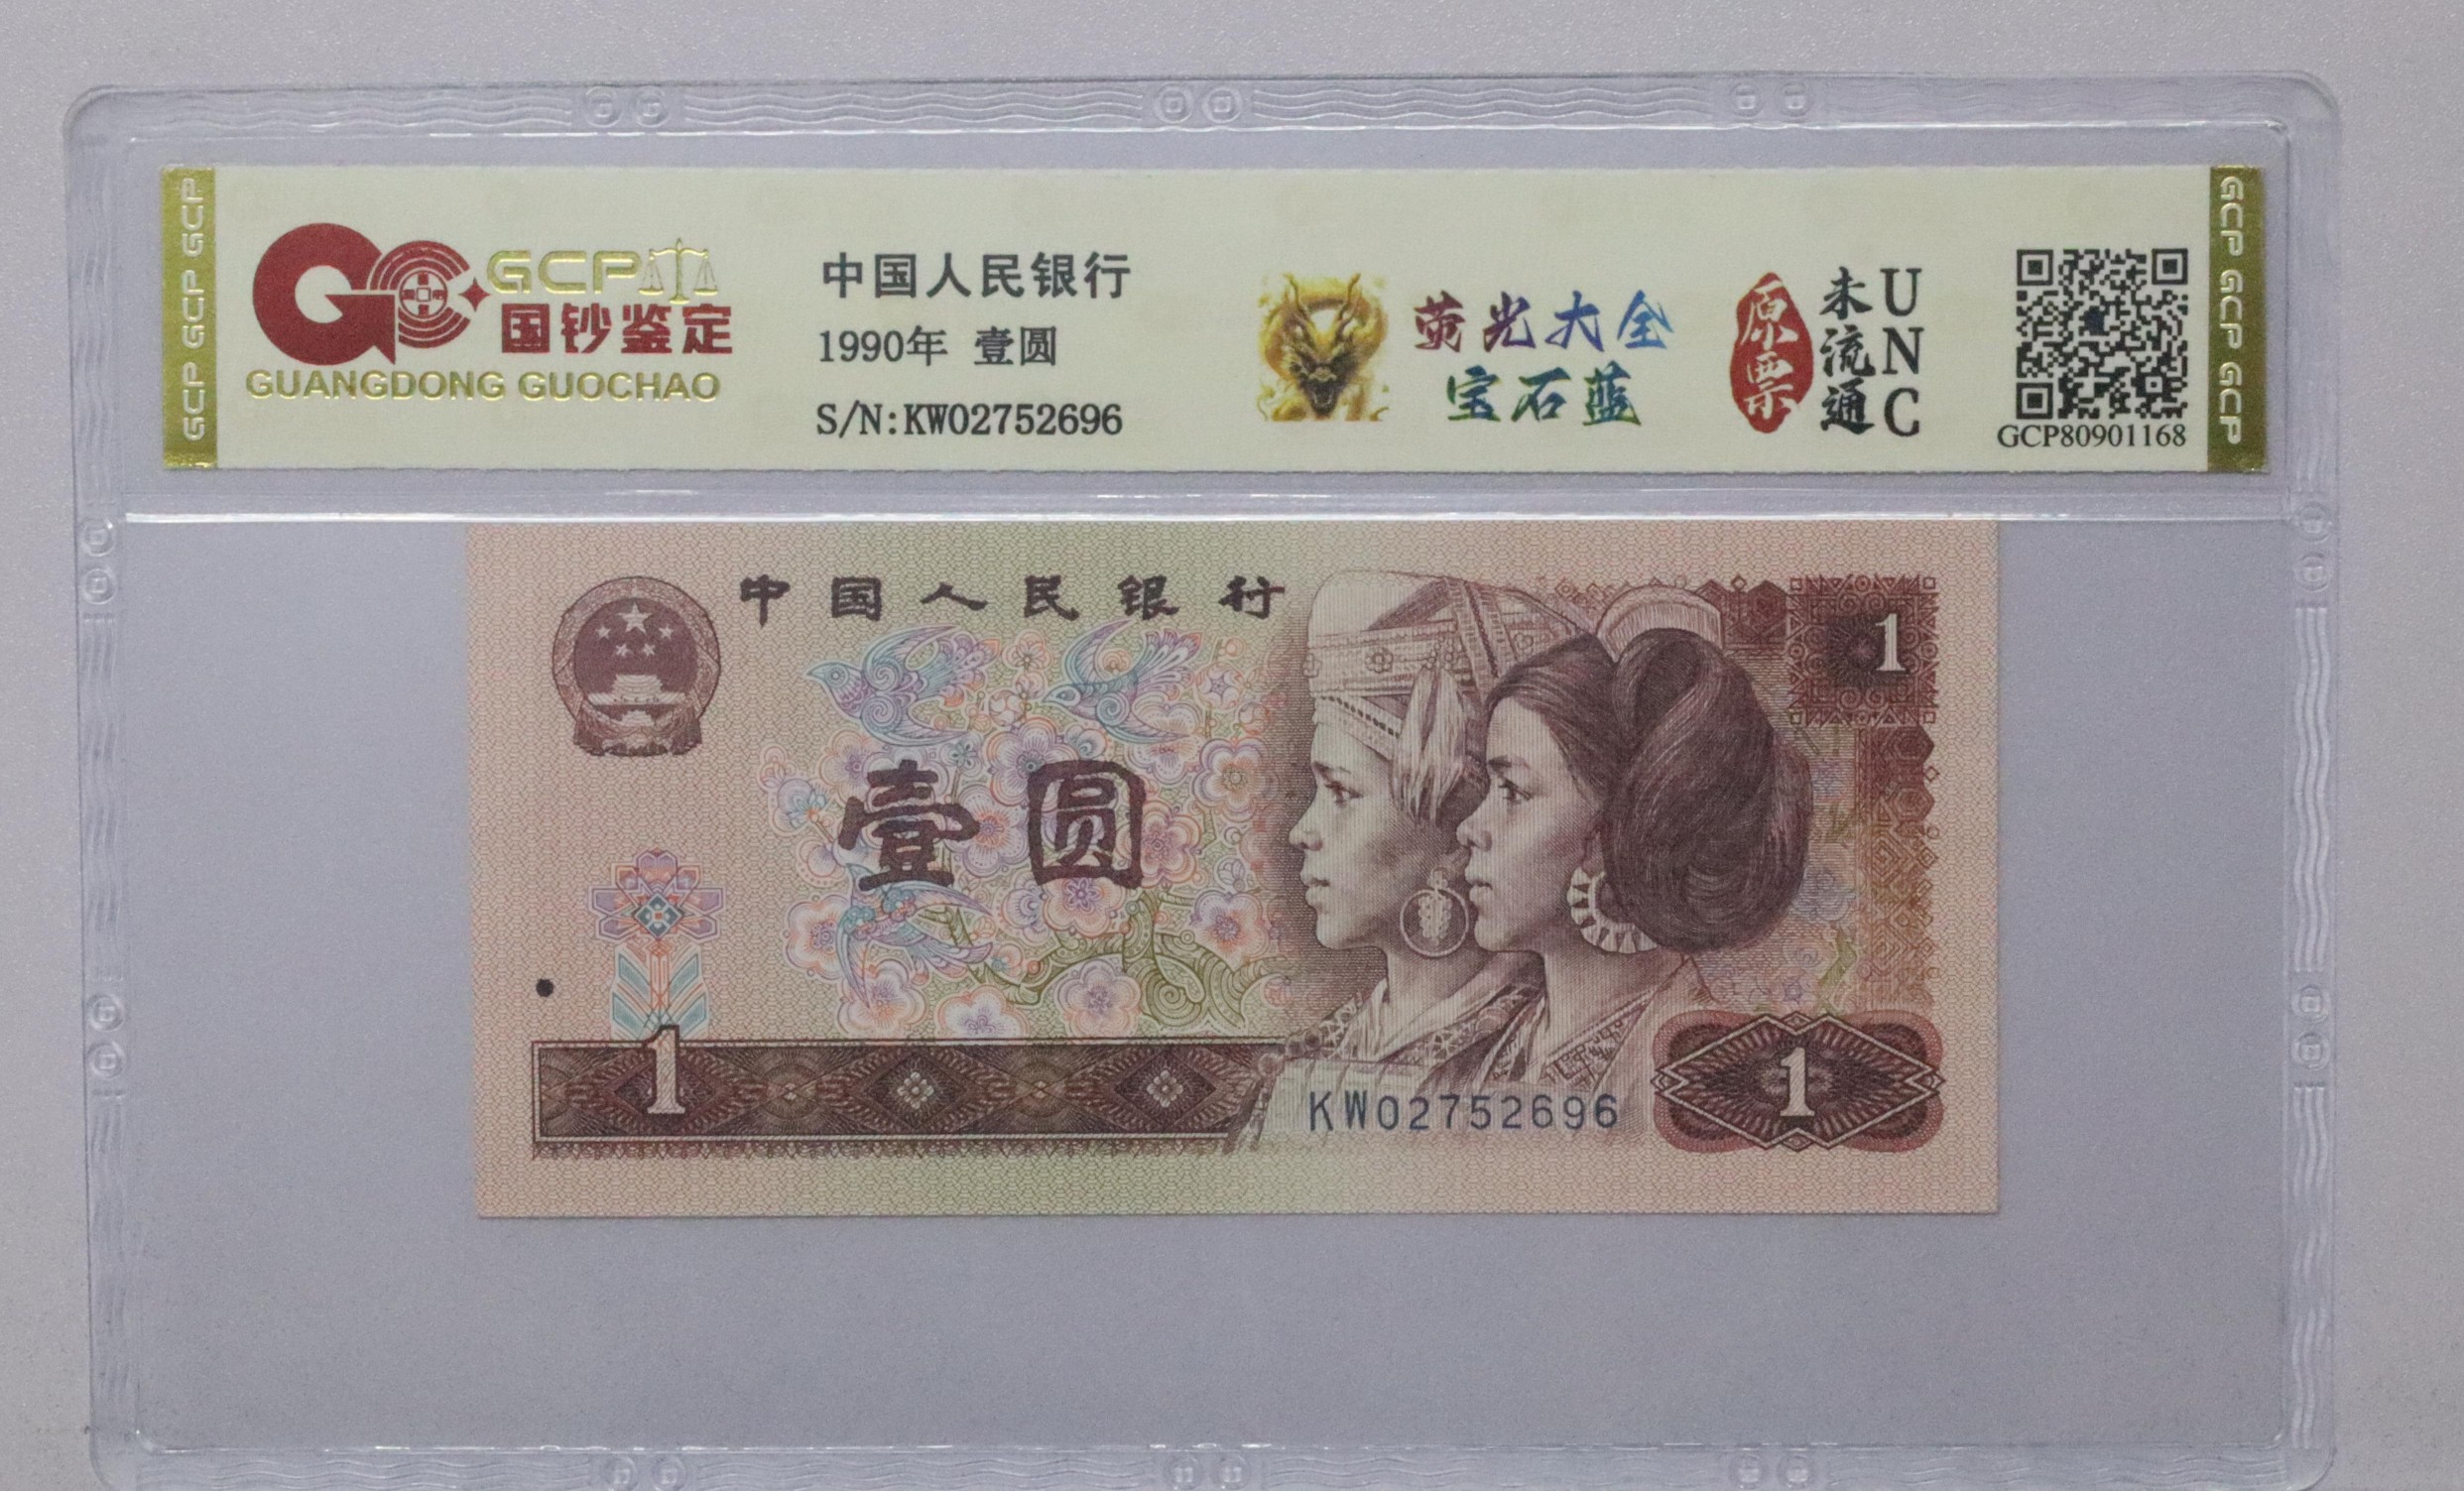 GCP GCP GCP
GCP
国钞鉴定
GUANGDONG GUOCHAO
中国人民银行
1990年 壹圆
S/N:KW02752696
荧光大全
宝石蓝
原票
未流通
UNC
GCP80901168
GCP GCP GCP
中国人民银行
1
壹圆
1
KW02752696
1